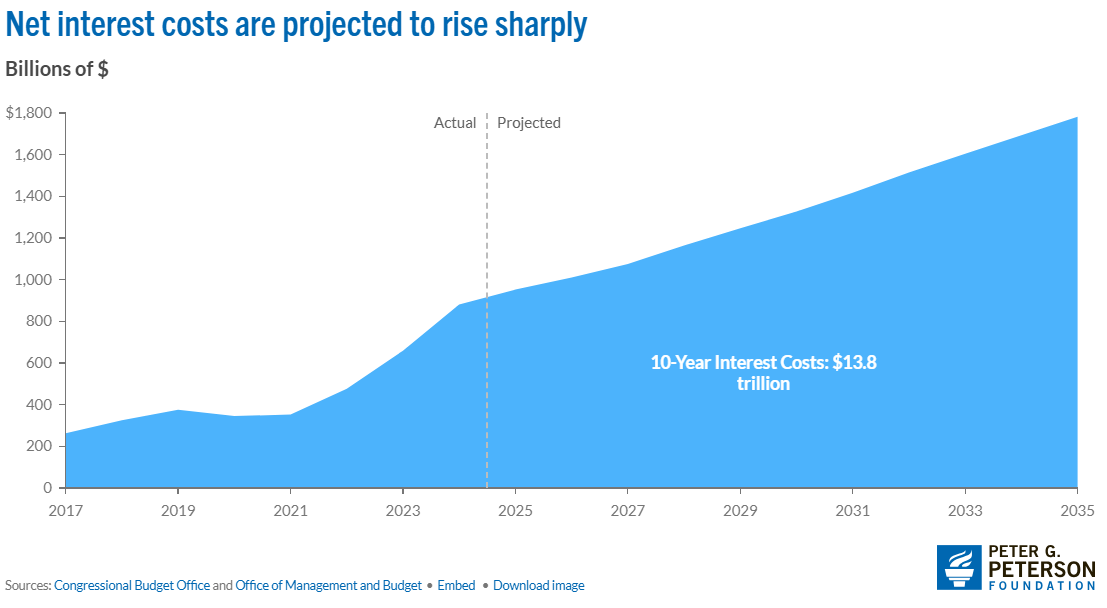 Net interest costs are projected to rise sharply
Billions of $
$1,800
1,600
1,400
1,200
1,000
800
600
400
200
0
Actual
Projected
10-Year Interest Costs: $13.8
trillion
2017 2019 2021 2023 2025 2027 2029 2031 2033 2035
Sources: Congressional Budget Office and Office of Management and Budget • Embed • Download image
PETER G.
PETERSON
FOUNDATION